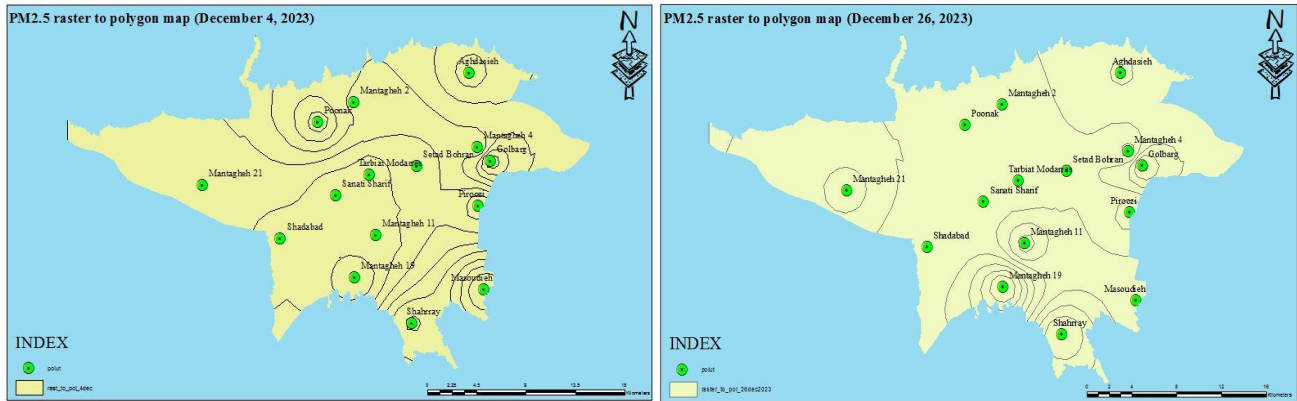 PM2.5 raster to polygon map (December 4, 2023)
N
Aghdasieh
Mantagheh 2
Poonak
Mantagheh 4
Golbarg
Setad Bohran
Tarbiat Modarres
Mantagheh 21
Sanati Sharif
Piroozi
Shadabad
Mantagheh 11
Mantagheh 19
Masoudieh
Shahrray
INDEX
point
rast_to_pol_4dec
0 2.25 4.5 9 13.5 18
Kilometers
PM2.5 raster to polygon map (December 26, 2023)
N
Aghdasieh
Mantagheh 2
Poonak
Mantagheh 4
Golbarg
Setad Bohran
Tarbiat Modarres
Mantagheh 21
Sanati Sharif
Piroozi
Shadabad
Mantagheh 11
Mantagheh 19
Masoudieh
Shahrray
INDEX
point
raster_to_pol_26dec2023
0 2 4 8 12 16
Kilometers